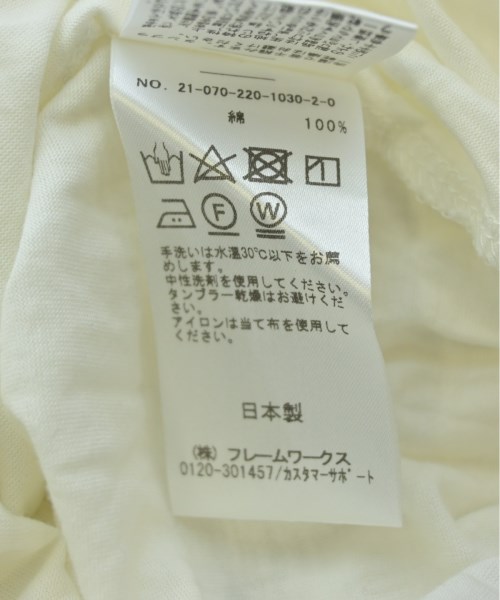 NO. 21-070-220-1030-2-0
綿 100%
F W
手洗いは水温30℃以下をお薦
めします。
中性洗剤を使用してください。
タンブラー乾燥はお避けくだ
さい。
アイロンは当て布を使用して
ください。
日本製
(株) フレームワークス
0120-301457/カスタマーサポート